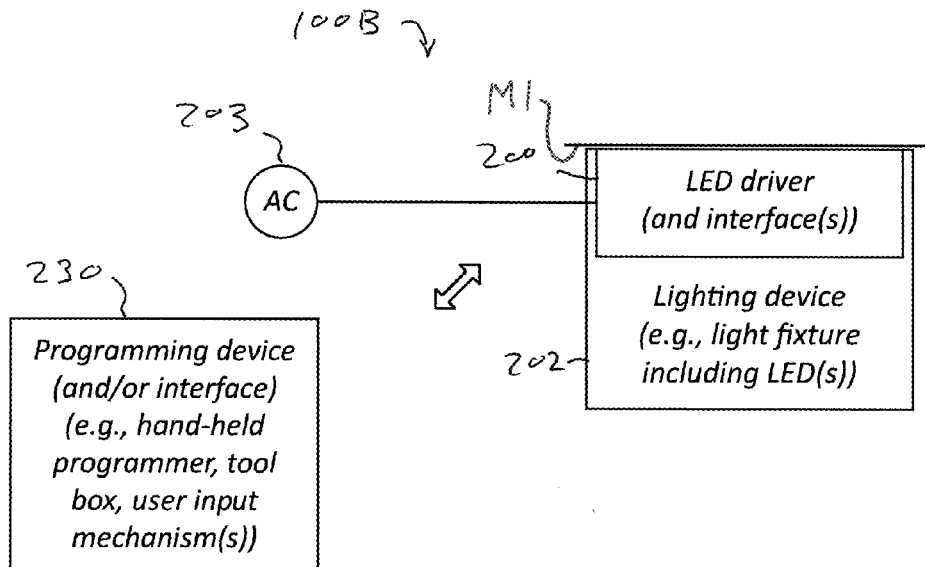 100B
M1
203
200
LED driver
(and interface(s))
AC
230
Lighting device
(e.g., light fixture
including LED(s))
202
Programming device
(and/or interface)
(e.g., hand-held
programmer, tool
box, user input
mechanism(s))